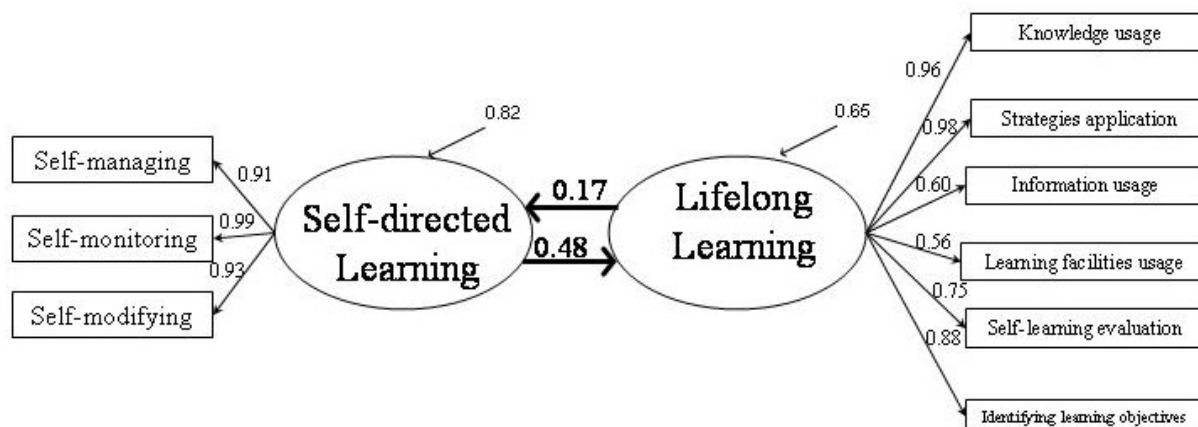 Self-managing
Self-monitoring
Self-modifying
0.91
0.99
0.93
0.82
Self-directed
Learning
0.17
0.48
0.65
Lifelong
Learning
0.96
0.98
0.60
0.56
0.75
0.88
Knowledge usage
Strategies application
Information usage
Learning facilities usage
Self-learning evaluation
Identifying learning objectives